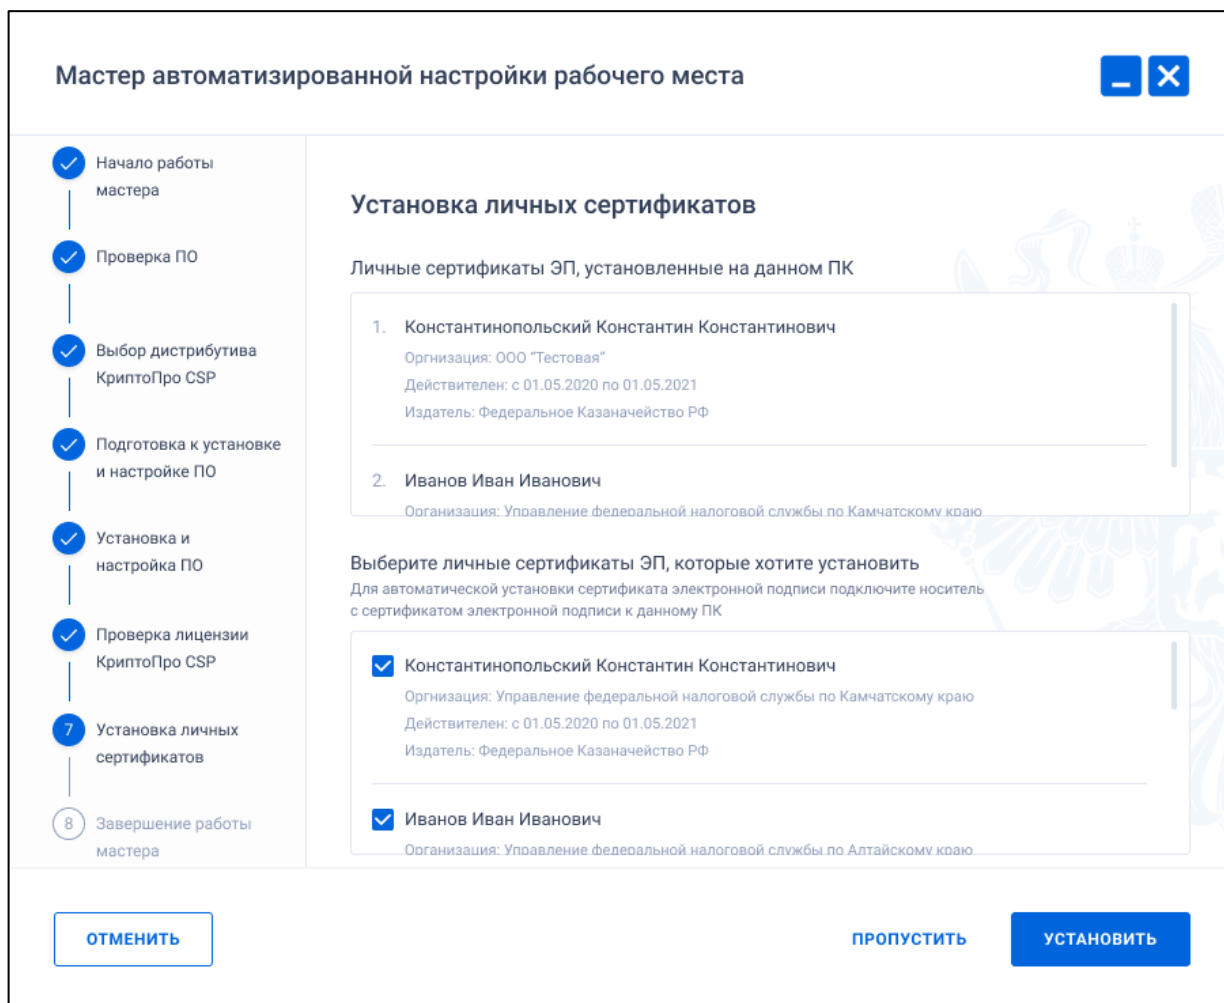 Мастер автоматизированной настройки рабочего места
Начало работы
мастера
Проверка ПО
Выбор дистрибутива
КриптоПро CSP
Подготовка к установке
и настройке ПО
Установка и
настройка ПО
Проверка лицензии
КриптоПро CSP
7
Установка личных
сертификатов
8
Завершение работы
мастера
Установка личных сертификатов
Личные сертификаты ЭП, установленные на данном ПК
1. Константинопольский Константин Константинович
Оргнизация: ООО "Тестовая"
Действителен: с 01.05.2020 по 01.05.2021
Издатель: Федеральное Казаначейство РФ
2. Иванов Иван Иванович
Организация: Управление федеральной налоговой службы по Камчатскому краю
Выберите личные сертификаты ЭП, которые хотите установить
Для автоматической установки сертификата электронной подписи подключите носитель
с сертификатом электронной подписи к данному ПК
Константинопольский Константин Константинович
Оргнизация: Управление федеральной налоговой службы по Камчатскому краю
Действителен: с 01.05.2020 по 01.05.2021
Издатель: Федеральное Казаначейство РФ
Иванов Иван Иванович
Организация: Управление федеральной налоговой службы по Алтайскому краю
ОТМЕНИТЬ
ПРОПУСТИТЬ
УСТАНОВИТЬ